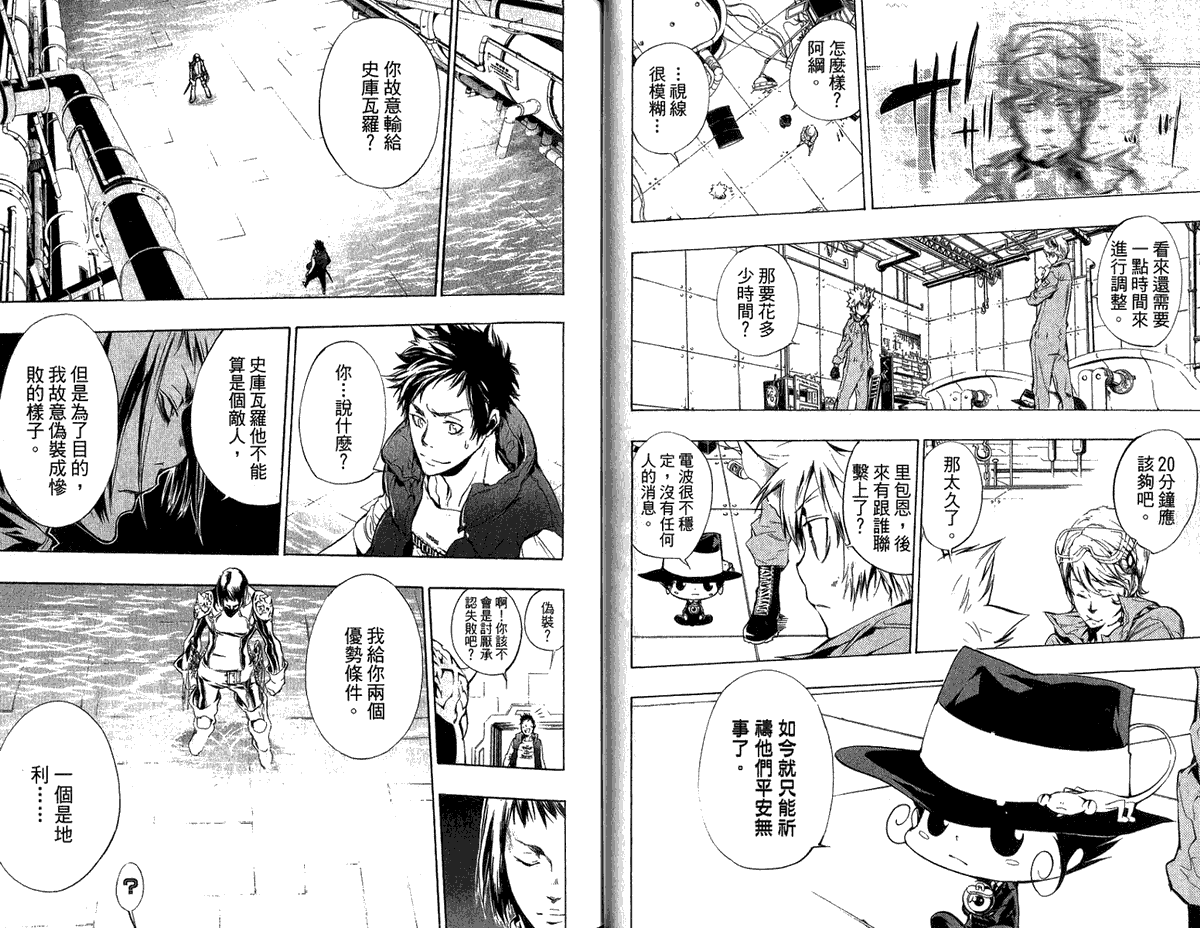 怎麼樣？
阿綱。
…視線
很模糊…
看來還需要
一點時間來
進行調整。
那要花多
少時間？
20分鐘應
該夠吧。
那太久了。
里包恩，後
來有跟誰聯
繫上了？
電波很不穩
定，沒有任何
人的消息。
如今就只能祈
禱他們平安無
事了。
你故意輸給
史庫瓦羅？
你…說什麼？
史庫瓦羅他不能
算是個敵人，
但是為了目的，
我故意偽裝成慘
敗的樣子。
偽裝？
啊！你該不
會是討厭承
認失敗吧？
我給你兩個
優勢條件。
一個是地
利……
？